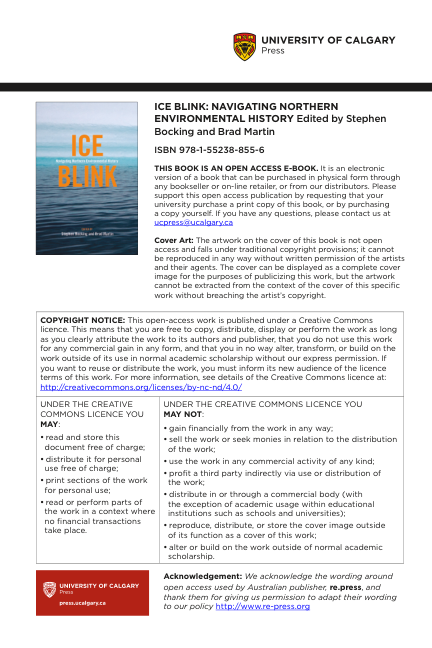 UNIVERSITY OF CALGARY
Press
ICE
Navigating Northern Environmental History
BLINK
Stephen Bocking and Brad Martin
ICE BLINK: NAVIGATING NORTHERN
ENVIRONMENTAL HISTORY Edited by Stephen
Bocking and Brad Martin
ISBN 978-1-55238-855-6
THIS BOOK IS AN OPEN ACCESS E-BOOK. It is an electronic
version of a book that can be purchased in physical form through
any bookseller or on-line retailer, or from our distributors. Please
support this open access publication by requesting that your
university purchase a print copy of this book, or by purchasing
a copy yourself. If you have any questions, please contact us at
ucpress@ucalgary.ca
Cover Art: The artwork on the cover of this book is not open
access and falls under traditional copyright provisions; it cannot
be reproduced in any way without written permission of the artists
and their agents. The cover can be displayed as a complete cover
image for the purposes of publicizing this work, but the artwork
cannot be extracted from the context of the cover of this specific
work without breaching the artist's copyright.
COPYRIGHT NOTICE: This open-access work is published under a Creative Commons
licence. This means that you are free to copy, distribute, display or perform the work as long
as you clearly attribute the work to its authors and publisher, that you do not use this work
for any commercial gain in any form, and that you in no way alter, transform, or build on the
work outside of its use in normal academic scholarship without our express permission. If
you want to reuse or distribute the work, you must inform its new audience of the licence
terms of this work. For more information, see details of the Creative Commons licence at:
http://creativecommons.org/licenses/by-nc-nd/4.0/
UNDER THE CREATIVE
COMMONS LICENCE YOU
MAY:
• read and store this
document free of charge;
• distribute it for personal
use free of charge;
• print sections of the work
for personal use;
• read or perform parts of
the work in a context where
no financial transactions
take place.
UNDER THE CREATIVE COMMONS LICENCE YOU
MAY NOT:
• gain financially from the work in any way;
• sell the work or seek monies in relation to the distribution
of the work;
• use the work in any commercial activity of any kind;
• profit a third party indirectly via use or distribution of
the work;
• distribute in or through a commercial body (with
the exception of academic usage within educational
institutions such as schools and universities);
• reproduce, distribute, or store the cover image outside
of its function as a cover of this work;
• alter or build on the work outside of normal academic
scholarship.
UNIVERSITY OF CALGARY
Press
press.ucalgary.ca
Acknowledgement: We acknowledge the wording around
open access used by Australian publisher, re.press, and
thank them for giving us permission to adapt their wording
to our policy http://www.re-press.org